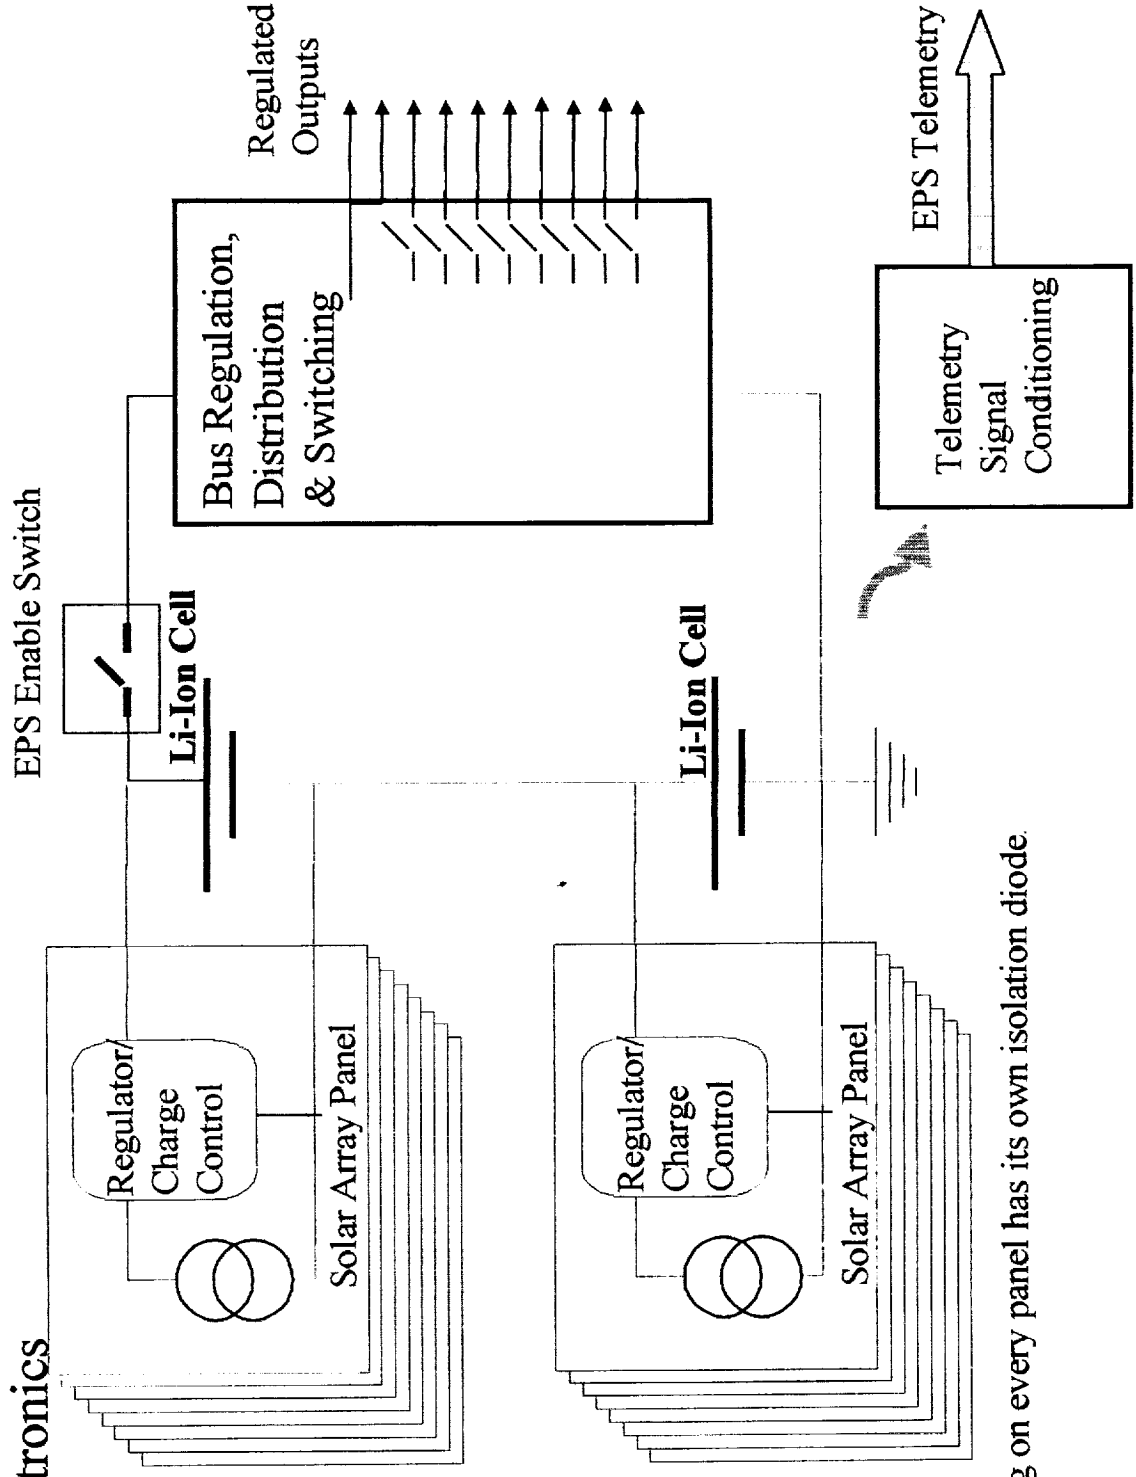 tronics
EPS Enable Switch
Li-Ion Cell
Regulator/
Charge
Control
Solar Array Panel
Bus Regulation,
Distribution
& Switching
Regulated
Outputs
Li-Ion Cell
Regulator/
Charge
Control
Solar Array Panel
Telemetry
Signal
Conditioning
EPS Telemetry
on every panel has its own isolation diode.